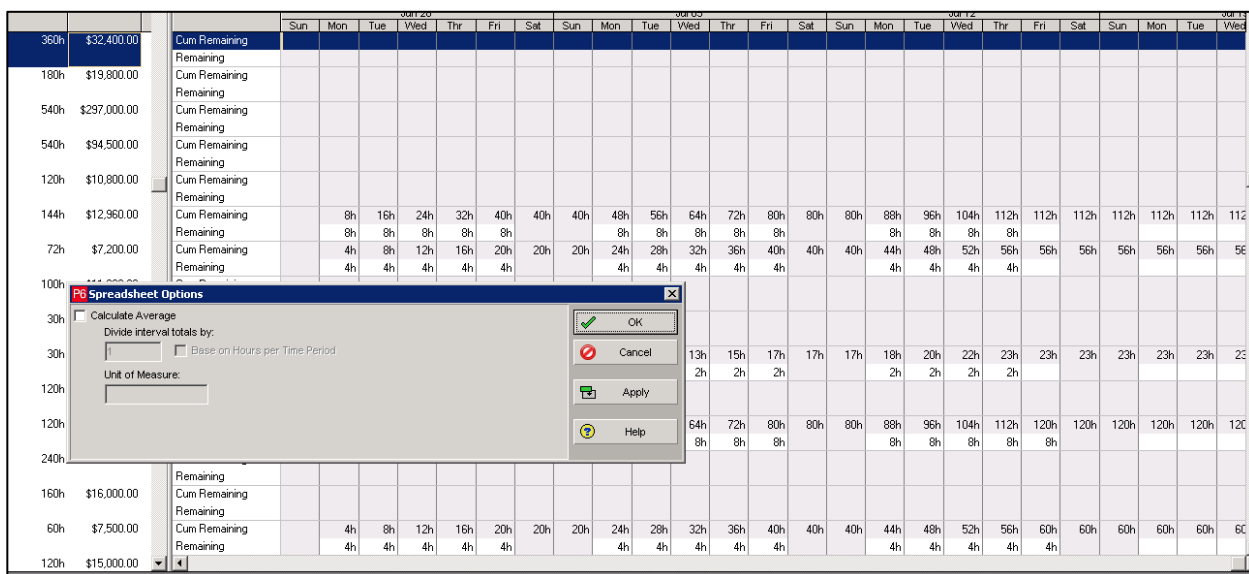 Jun 28 Jul 05 Jul 12
Sun Mon Tue Wed Thr Fri Sat Sun Mon Tue Wed Thr Fri Sat Sun Mon Tue Wed Thr Fri Sat Sun Mon Tue Wed
360h $32,400.00 Cum Remaining
Remaining
180h $19,800.00 Cum Remaining
Remaining
540h $297,000.00 Cum Remaining
Remaining
540h $94,500.00 Cum Remaining
Remaining
120h $10,800.00 Cum Remaining
Remaining
144h $12,960.00 Cum Remaining 8h 16h 24h 32h 40h 40h 40h 48h 56h 64h 72h 80h 80h 80h 88h 96h 104h 112h 112h 112h 112h 112h 112h 112
Remaining 8h 8h 8h 8h 8h 8h 8h 8h 8h 8h 8h 8h 8h 8h
72h $7,200.00 Cum Remaining 4h 8h 12h 16h 20h 20h 20h 24h 28h 32h 36h 40h 40h 40h 44h 48h 52h 56h 56h 56h 56h 56h 56h 56
Remaining 4h 4h 4h 4h 4h 4h 4h 4h 4h 4h 4h 4h 4h 4h
100h
P6 Spreadsheet Options
30h Calculate Average OK
Divide interval totals by:
30h 1 Base on Hours per Time Period Cancel 13h 15h 17h 17h 17h 18h 20h 22h 23h 23h 23h 23h 23h 23h 23
2h 2h 2h 2h 2h 2h 2h
Unit of Measure:
120h Apply
120h Help 64h 72h 80h 80h 80h 88h 96h 104h 112h 120h 120h 120h 120h 120h 120
8h 8h 8h 8h 8h 8h 8h 8h
240h
Remaining
160h $16,000.00 Cum Remaining
Remaining
60h $7,500.00 Cum Remaining 4h 8h 12h 16h 20h 20h 20h 24h 28h 32h 36h 40h 40h 40h 44h 48h 52h 56h 60h 60h 60h 60h 60h 60
Remaining 4h 4h 4h 4h 4h 4h 4h 4h 4h 4h 4h 4h 4h 4h 4h
120h $15,000.00